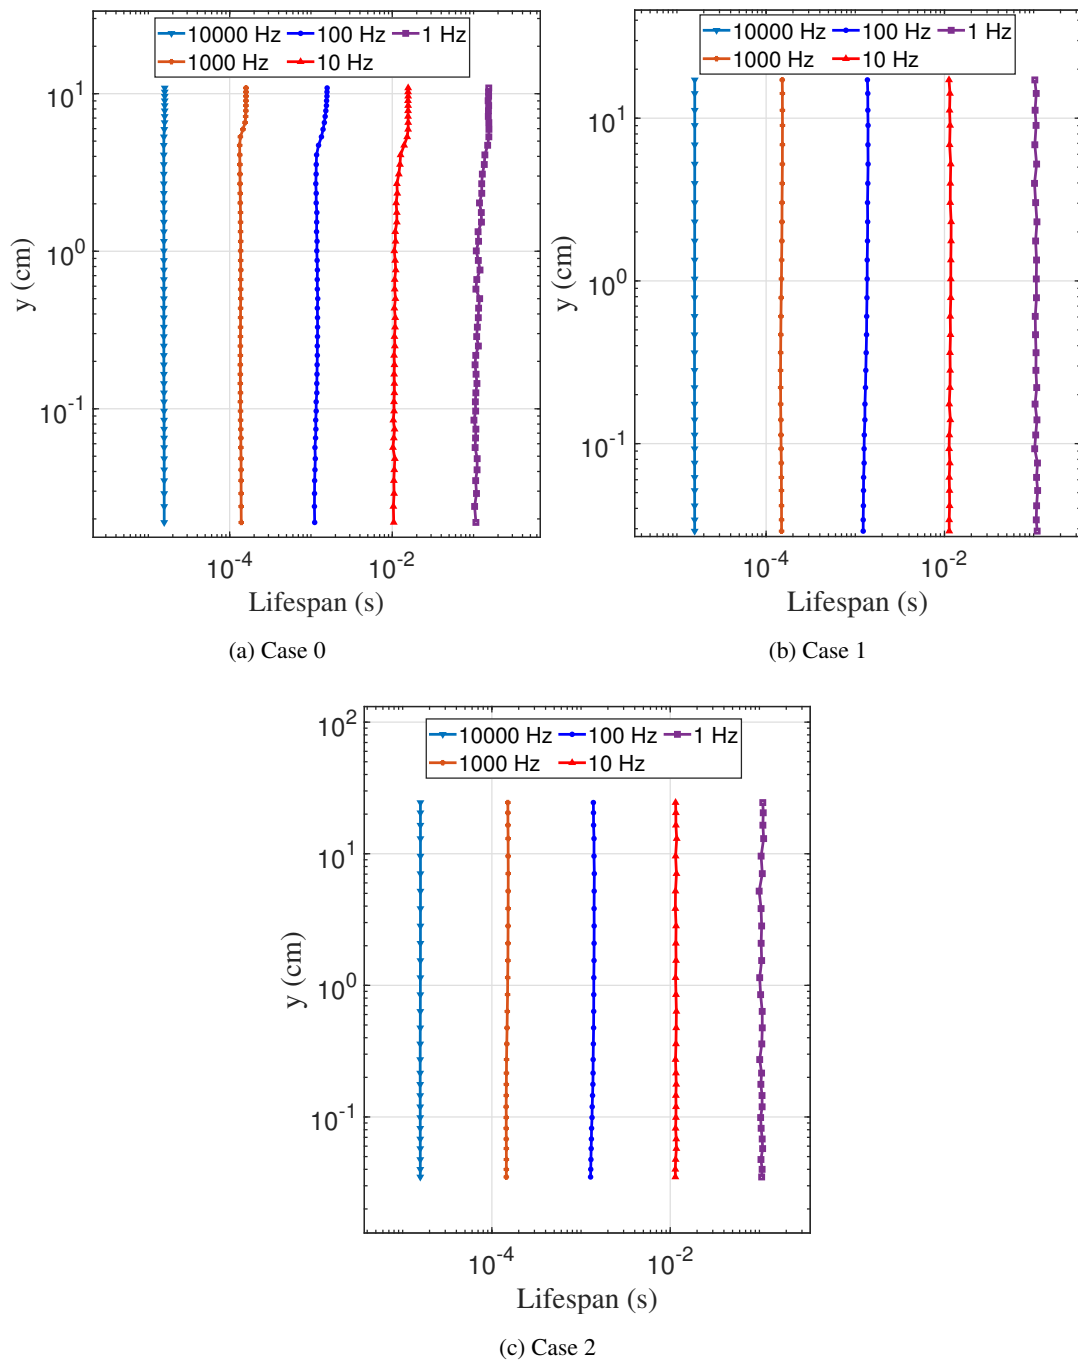 10000 Hz 100 Hz 1 Hz
1000 Hz 10 Hz
10^1
10^0
10^-1
y (cm)
10^-4 10^-2
Lifespan (s)
(a) Case 0
10000 Hz 100 Hz 1 Hz
1000 Hz 10 Hz
10^1
10^0
10^-1
y (cm)
10^-4 10^-2
Lifespan (s)
(b) Case 1
10000 Hz 100 Hz 1 Hz
1000 Hz 10 Hz
10^2
10^1
10^0
10^-1
y (cm)
10^-4 10^-2
Lifespan (s)
(c) Case 2